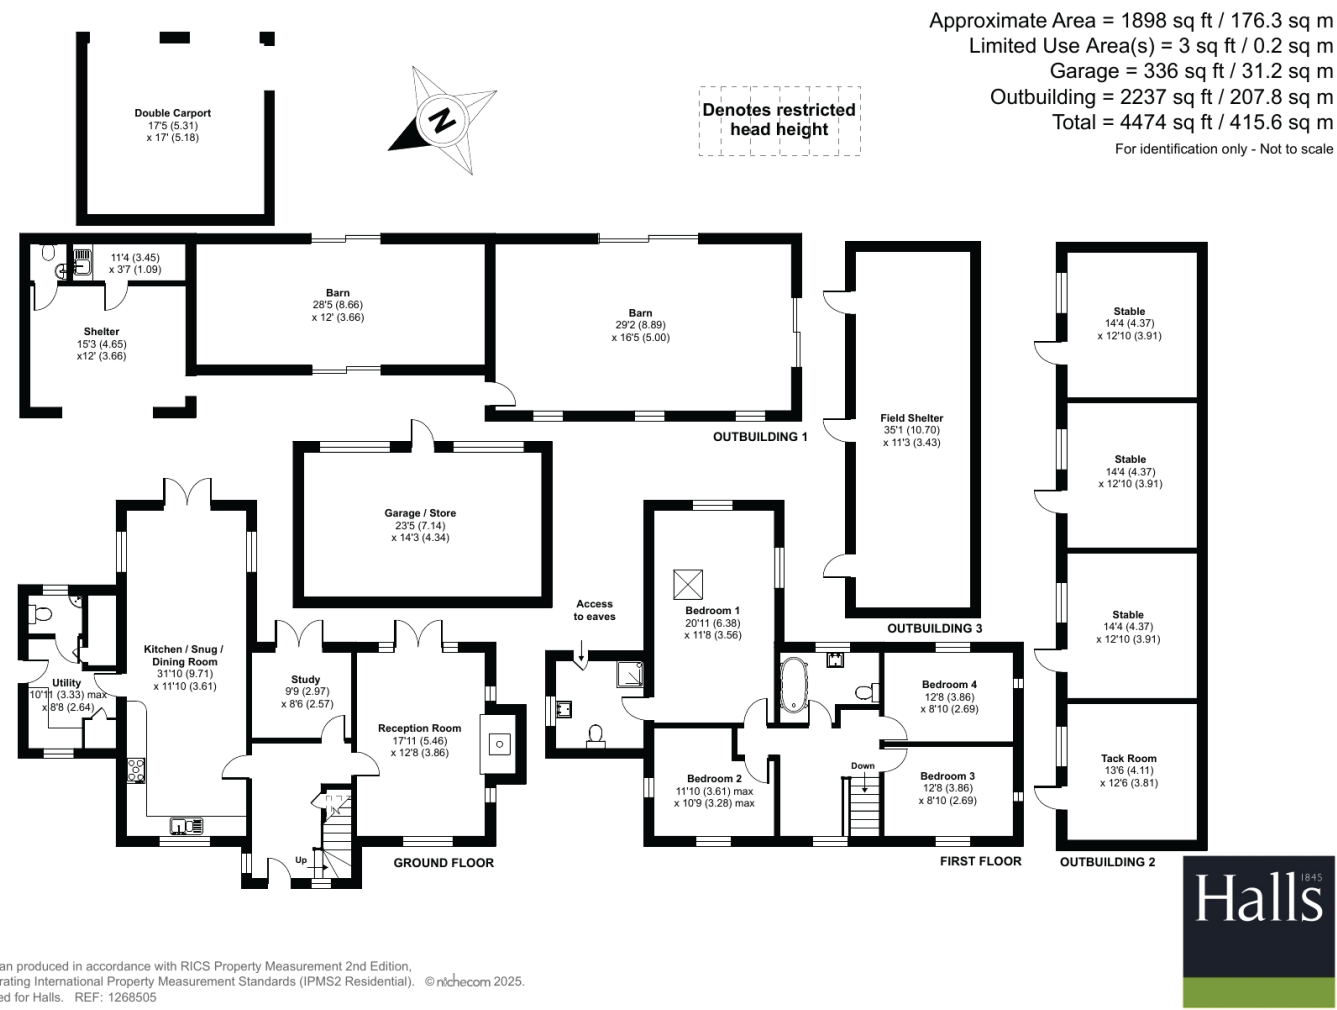 Approximate Area = 1898 sq ft / 176.3 sq m
Limited Use Area(s) = 3 sq ft / 0.2 sq m
Garage = 336 sq ft / 31.2 sq m
Outbuilding = 2237 sq ft / 207.8 sq m
Total = 4474 sq ft / 415.6 sq m
For identification only - Not to scale
Double Carport
17'5 (5.31)
x 17' (5.18)
N
Denotes restricted
head height
11'4 (3.45)
x 3'7 (1.09)
Shelter
15'3 (4.65)
x12' (3.66)
Barn
28'5 (8.66)
x 12' (3.66)
Barn
29'2 (8.89)
x 16'5 (5.00)
OUTBUILDING 1
Field Shelter
35'1 (10.70)
x 11'3 (3.43)
OUTBUILDING 3
Stable
14'4 (4.37)
x 12'10 (3.91)
Stable
14'4 (4.37)
x 12'10 (3.91)
Stable
14'4 (4.37)
x 12'10 (3.91)
Tack Room
13'6 (4.11)
x 12'6 (3.81)
OUTBUILDING 2
Garage / Store
23'5 (7.14)
x 14'3 (4.34)
Kitchen / Snug /
Dining Room
31'10 (9.71)
x 11'10 (3.61)
Utility
10'11 (3.33) max
x 8'8 (2.64)
Study
9'9 (2.97)
x 8'6 (2.57)
Reception Room
17'11 (5.46)
x 12'8 (3.86)
Up
GROUND FLOOR
Access
to eaves
Bedroom 1
20'11 (6.38)
x 11'8 (3.56)
Bedroom 2
11'10 (3.61) max
x 10'9 (3.28) max
Bedroom 4
12'8 (3.86)
x 8'10 (2.69)
Down
Bedroom 3
12'8 (3.86)
x 8'10 (2.69)
FIRST FLOOR
Halls
1845
an produced in accordance with RICS Property Measurement 2nd Edition,
rating International Property Measurement Standards (IPMS2 Residential). © nichecom 2025.
ed for Halls. REF: 1268505